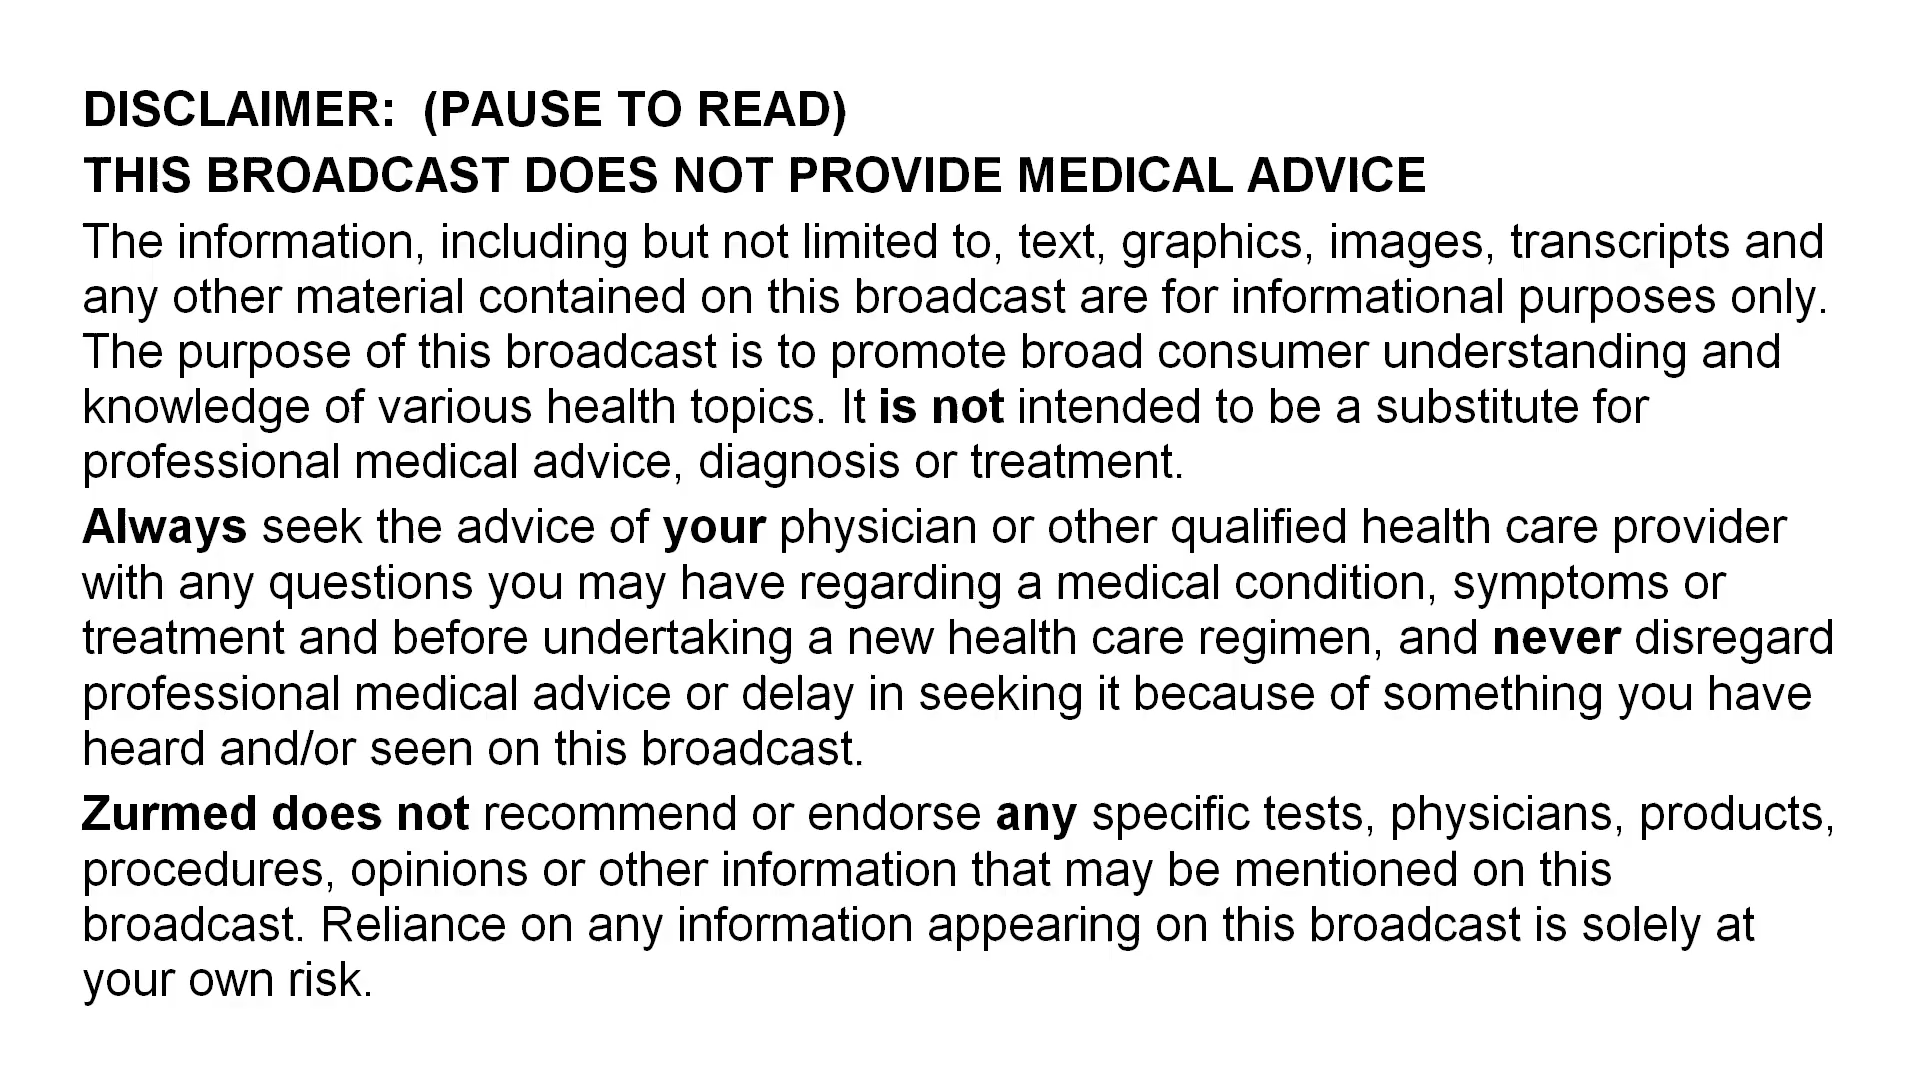 DISCLAIMER:  (PAUSE TO READ)
THIS BROADCAST DOES NOT PROVIDE MEDICAL ADVICE
The information, including but not limited to, text, graphics, images, transcripts and
any other material contained on this broadcast are for informational purposes only.
The purpose of this broadcast is to promote broad consumer understanding and
knowledge of various health topics. It is not intended to be a substitute for
professional medical advice, diagnosis or treatment.
Always seek the advice of your physician or other qualified health care provider
with any questions you may have regarding a medical condition, symptoms or
treatment and before undertaking a new health care regimen, and never disregard
professional medical advice or delay in seeking it because of something you have
heard and/or seen on this broadcast.
Zurmed does not recommend or endorse any specific tests, physicians, products,
procedures, opinions or other information that may be mentioned on this
broadcast. Reliance on any information appearing on this broadcast is solely at
your own risk.